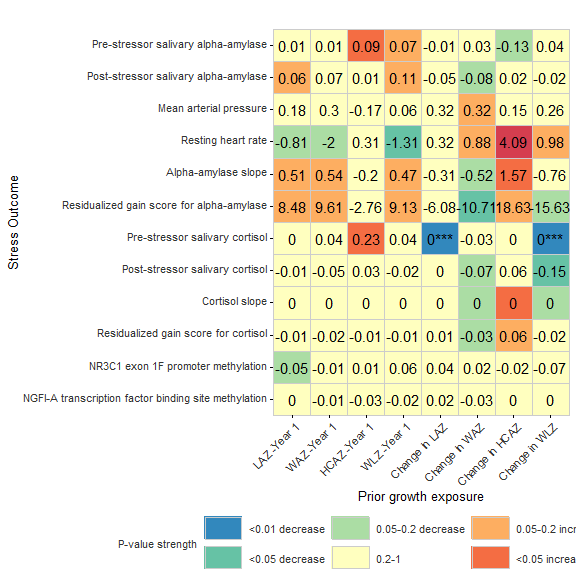 Stress Outcome
Pre-stressor salivary alpha-amylase 0.01 0.01 0.09 0.07 -0.01 0.03 -0.13 0.04
Post-stressor salivary alpha-amylase 0.06 0.07 0.01 0.11 -0.05 -0.08 0.02 -0.02
Mean arterial pressure 0.18 0.3 -0.17 0.06 0.32 0.32 0.15 0.26
Resting heart rate -0.81 -2 0.31 -1.31 0.32 0.88 4.09 0.98
Alpha-amylase slope 0.51 0.54 -0.2 0.47 -0.31 -0.52 1.57 -0.76
Residualized gain score for alpha-amylase 8.48 9.61 -2.76 9.13 -6.08 -10.71 18.63 -15.63
Pre-stressor salivary cortisol 0 0.04 0.23 0.04 0*** -0.03 0 0***
Post-stressor salivary cortisol -0.01 -0.05 0.03 -0.02 0 -0.07 0.06 -0.15
Cortisol slope 0 0 0 0 0 0 0 0
Residualized gain score for cortisol -0.01 -0.02 -0.01 -0.01 0.01 -0.03 0.06 -0.02
NR3C1 exon 1F promoter methylation -0.05 -0.01 0.01 0.06 0.04 0.02 -0.02 -0.07
NGFI-A transcription factor binding site methylation 0 -0.01 -0.03 -0.02 0.02 -0.03 0 0
LAZ-Year 1 WAZ-Year 1 HCAZ-Year 1 WLZ-Year 1 Change in LAZ Change in WAZ Change in HCAZ Change in WLZ
Prior growth exposure
P-value strength
<0.01 decrease 0.05-0.2 decrease 0.05-0.2 incre
<0.05 decrease 0.2-1 <0.05 increa